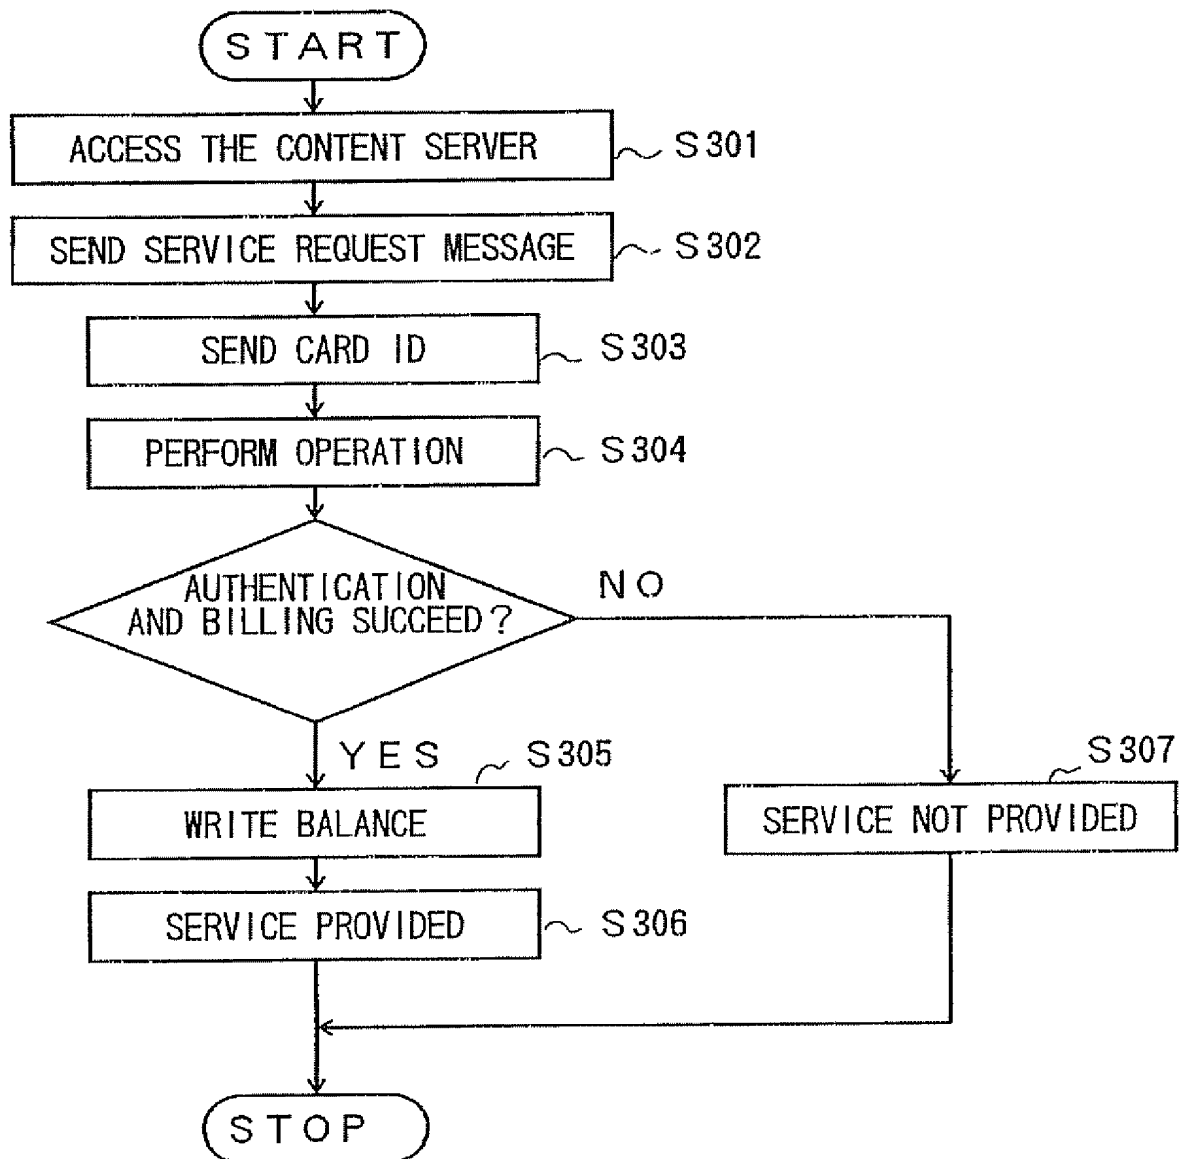 START
ACCESS THE CONTENT SERVER
S301
SEND SERVICE REQUEST MESSAGE
S302
SEND CARD ID
S303
PERFORM OPERATION
S304
AUTHENTICATION
AND BILLING SUCCEED?
NO
YES
S305
S307
WRITE BALANCE
SERVICE NOT PROVIDED
SERVICE PROVIDED
S306
STOP